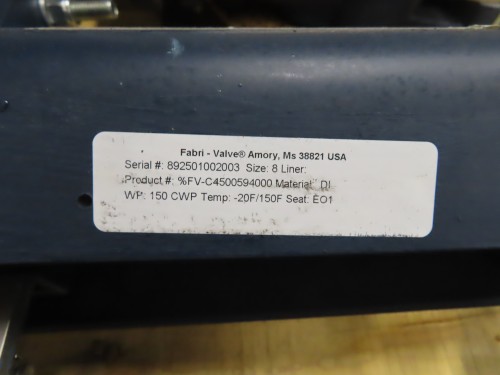 Fabri - Valve® Amory, Ms 38821 USA
Serial #: 892501002003 Size: 8 Liner:
Product #: %FV-C4500594000 Material: DI
WP: 150 CWP Temp: -20F/150F Seat: EO1